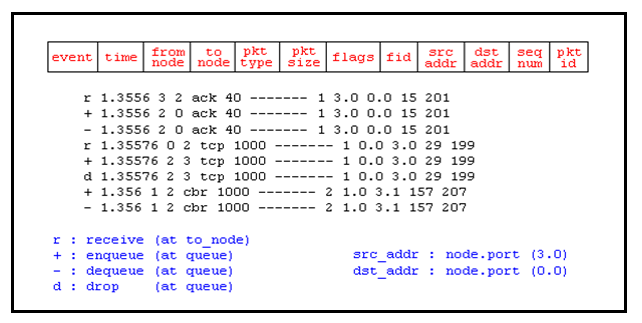 event time from node to node pkt type pkt size flags fid src addr dst addr seq num pkt id
r 1.3556 3 2 ack 40 ------- 1 3.0 0.0 15 201
+ 1.3556 2 0 ack 40 ------- 1 3.0 0.0 15 201
- 1.3556 2 0 ack 40 ------- 1 3.0 0.0 15 201
r 1.35576 0 2 tcp 1000 ------- 1 0.0 3.0 29 199
+ 1.35576 2 3 tcp 1000 ------- 1 0.0 3.0 29 199
d 1.35576 2 3 tcp 1000 ------- 1 0.0 3.0 29 199
+ 1.356 1 2 cbr 1000 ------- 2 1.0 3.1 157 207
- 1.356 1 2 cbr 1000 ------- 2 1.0 3.1 157 207
r : receive (at to_node)
+ : enqueue (at queue)
- : dequeue (at queue)
d : drop (at queue)
src_addr : node.port (3.0)
dst_addr : node.port (0.0)